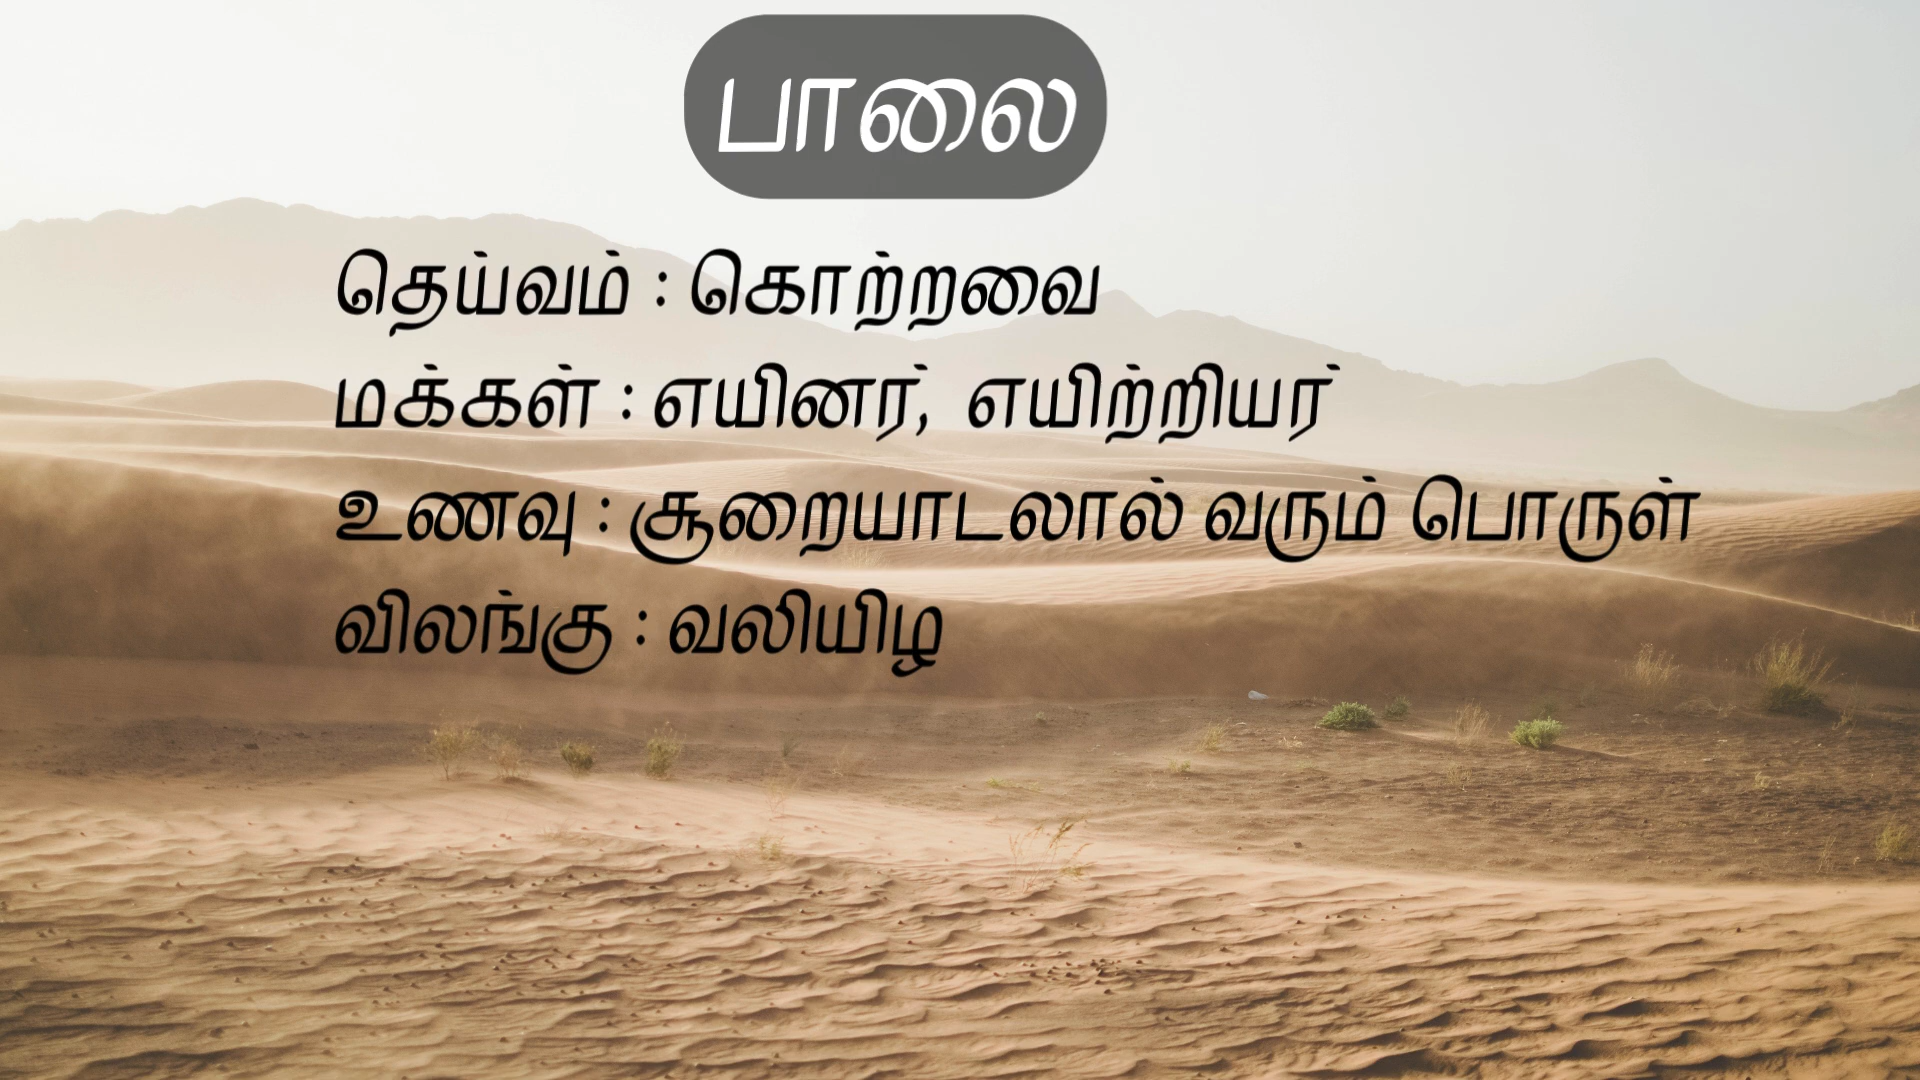 பாலை
தெய்வம் : கொற்றவை
மக்கள் : எயினர், எயிற்றியர்
உணவு : சூறையாடலால் வரும் பொருள்
விலங்கு : வலியிழ